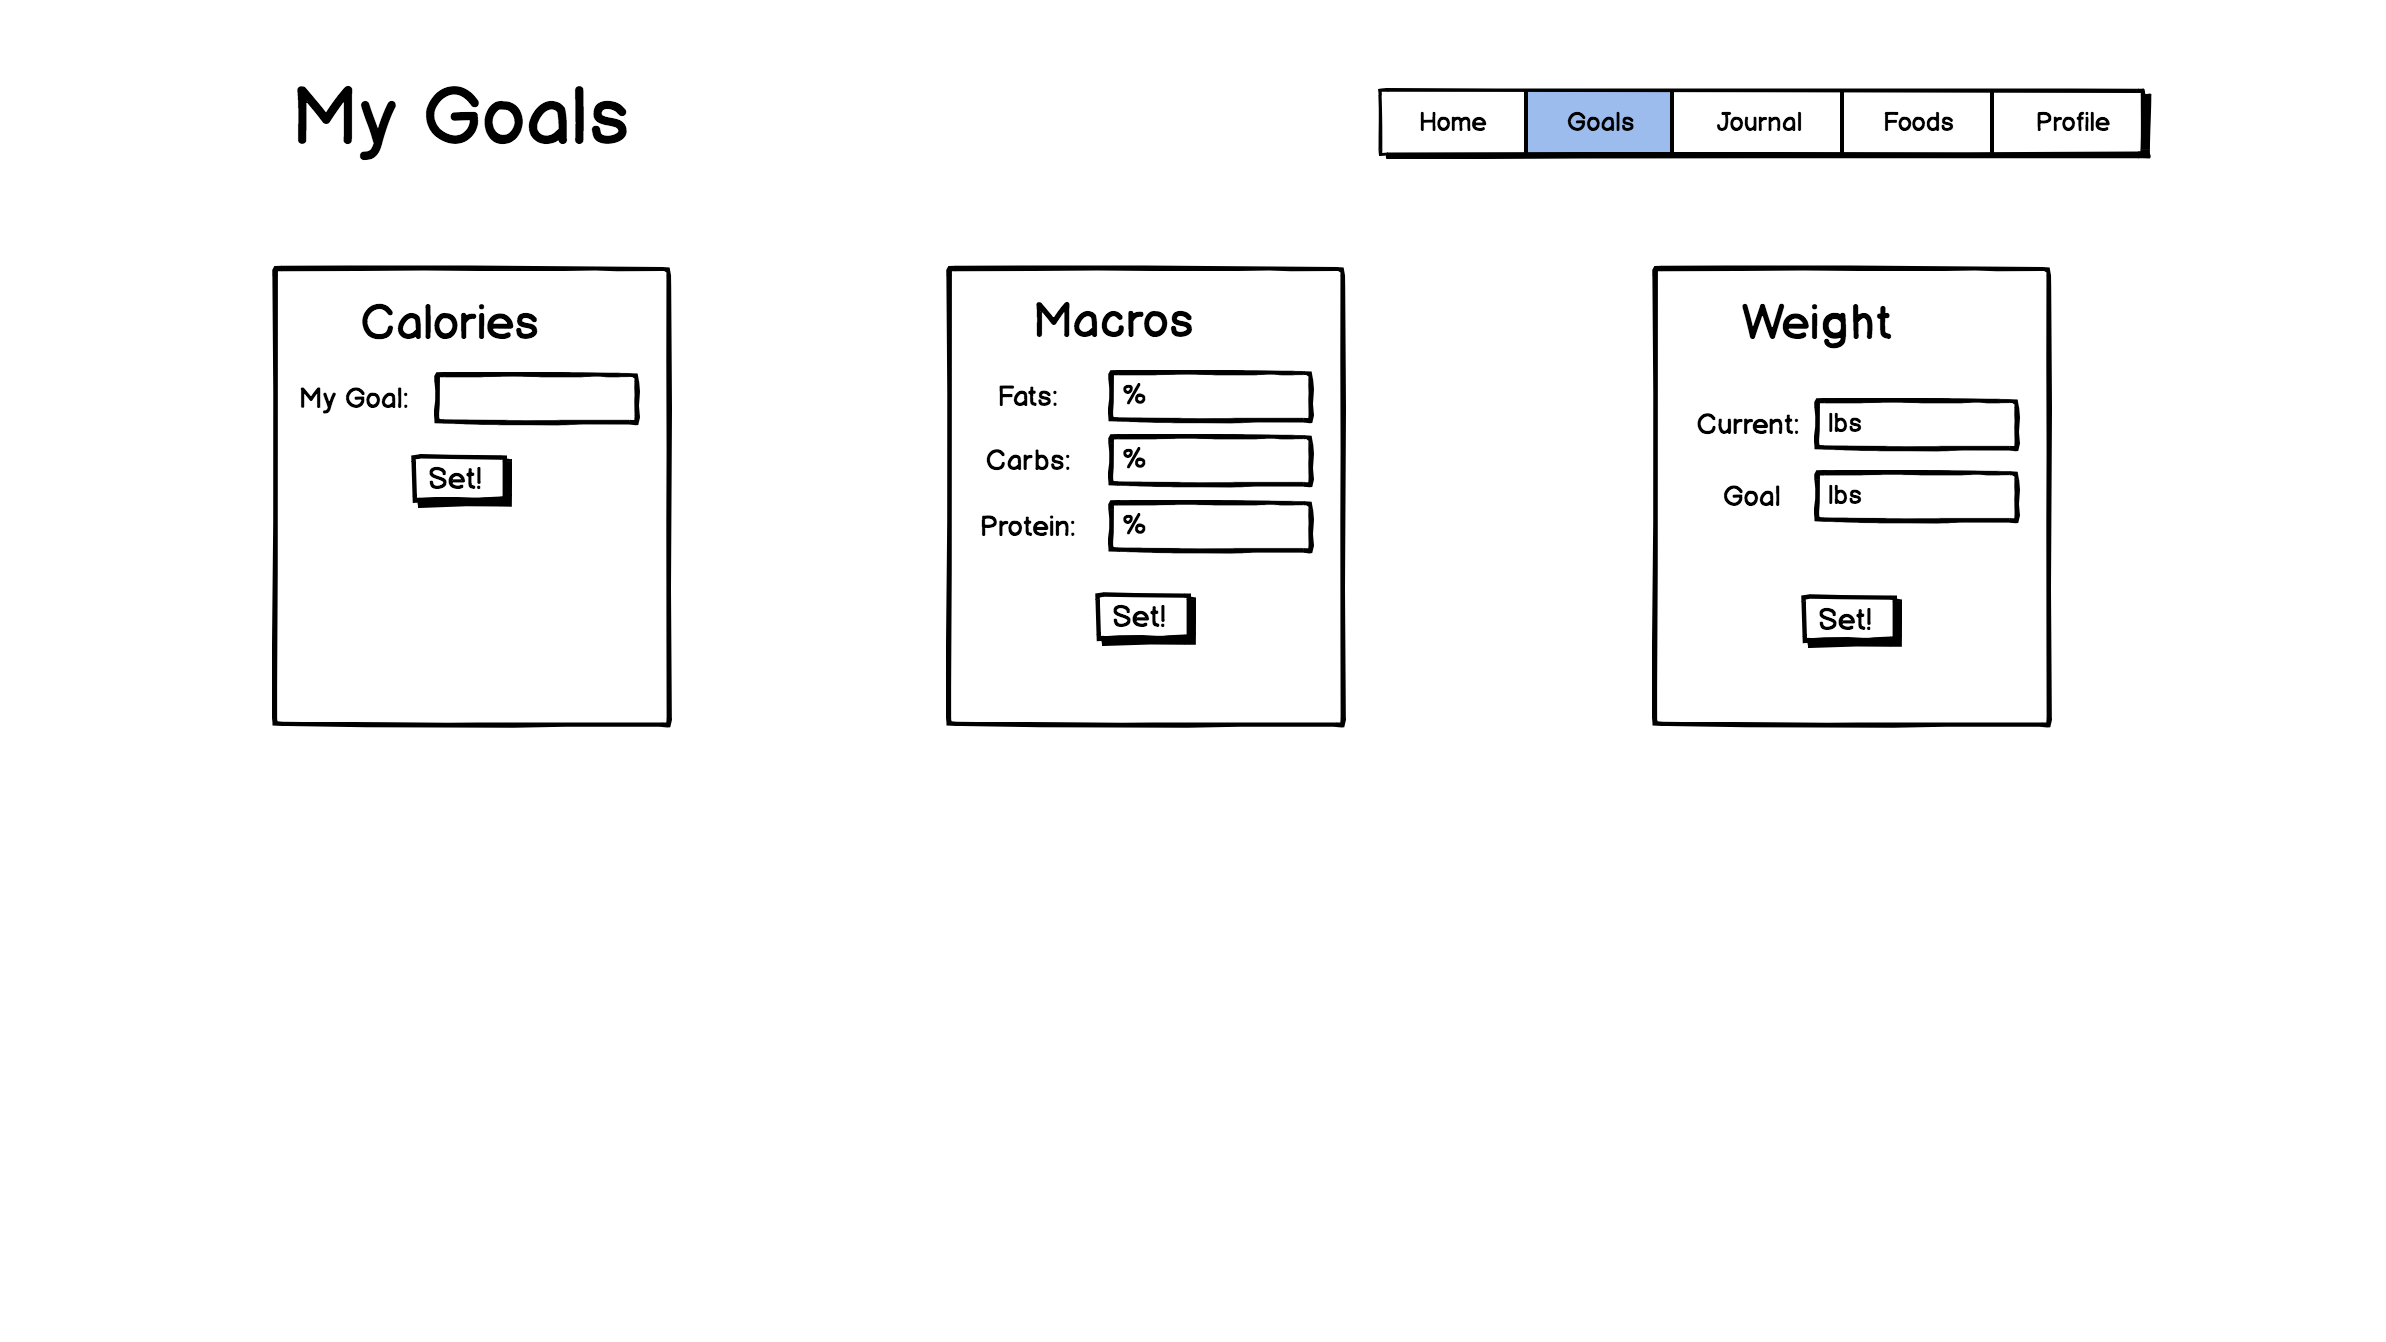 My Goals
Home Goals Journal Foods Profile
Calories
My Goal:
Set!
Macros
Fats: %
Carbs: %
Protein: %
Set!
Weight
Current: lbs
Goal lbs
Set!